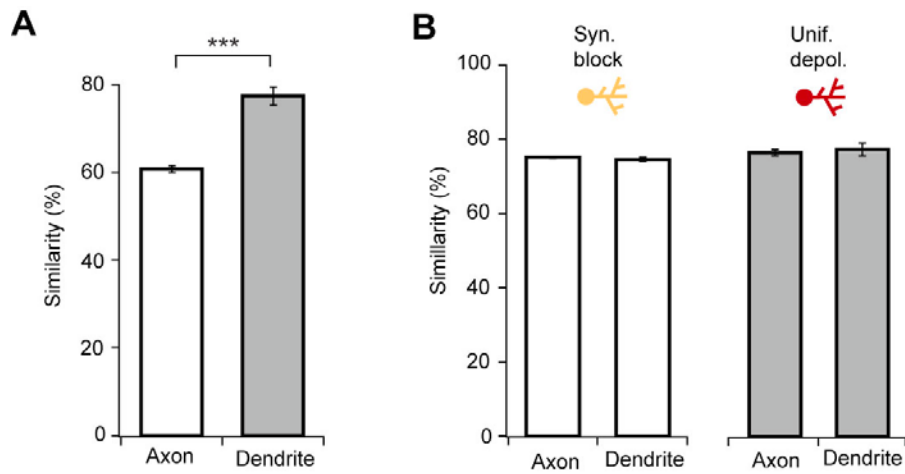 A
***
80
60
40
20
0
Similarity (%)
Axon
Dendrite
B
Syn.
block
Unif.
depol.
100
80
60
40
20
0
Simillarity (%)
Axon
Dendrite
Axon
Dendrite